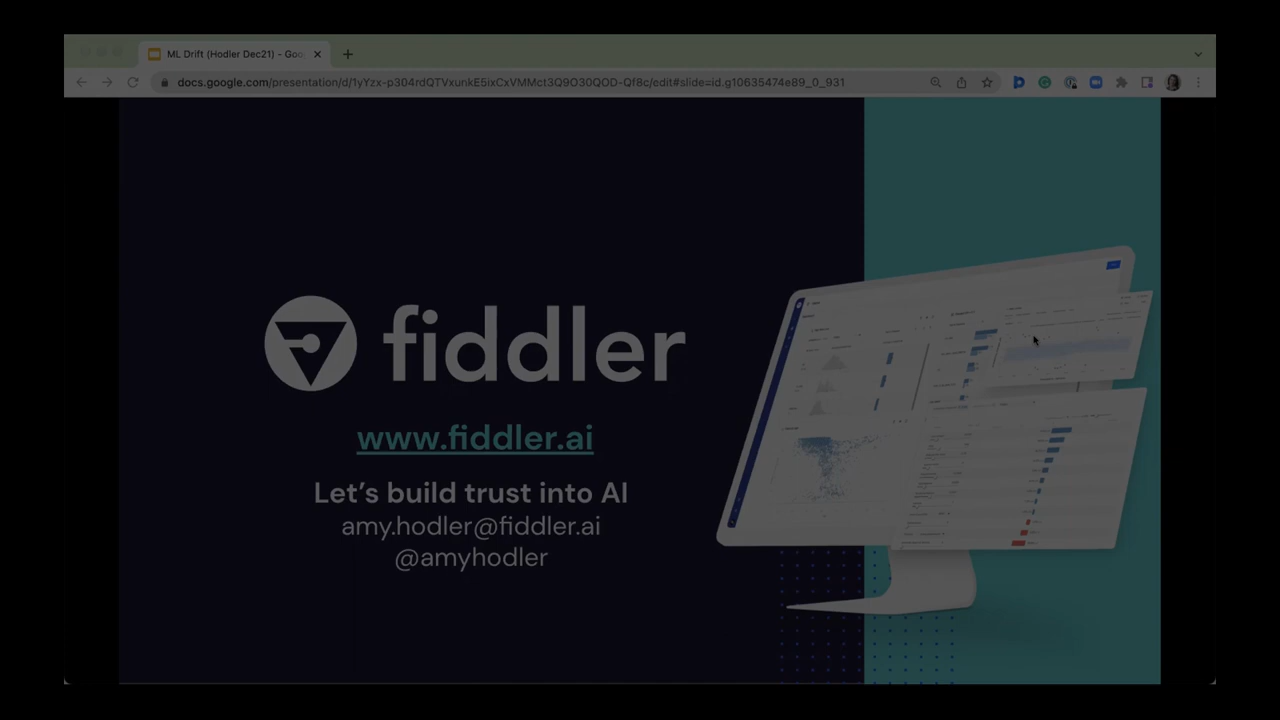 ML Drift (Hodler Dec21) - Goo
docs.google.com/presentation/d/1yYzx-p304rdQTVxunkE5ixCxVMMct3Q9O30QOD-Qf8c/edit#slide=id.g10635474e89_0_931
fiddler
www.fiddler.ai
Let's build trust into AI
amy.hodler@fiddler.ai
@amyhodler